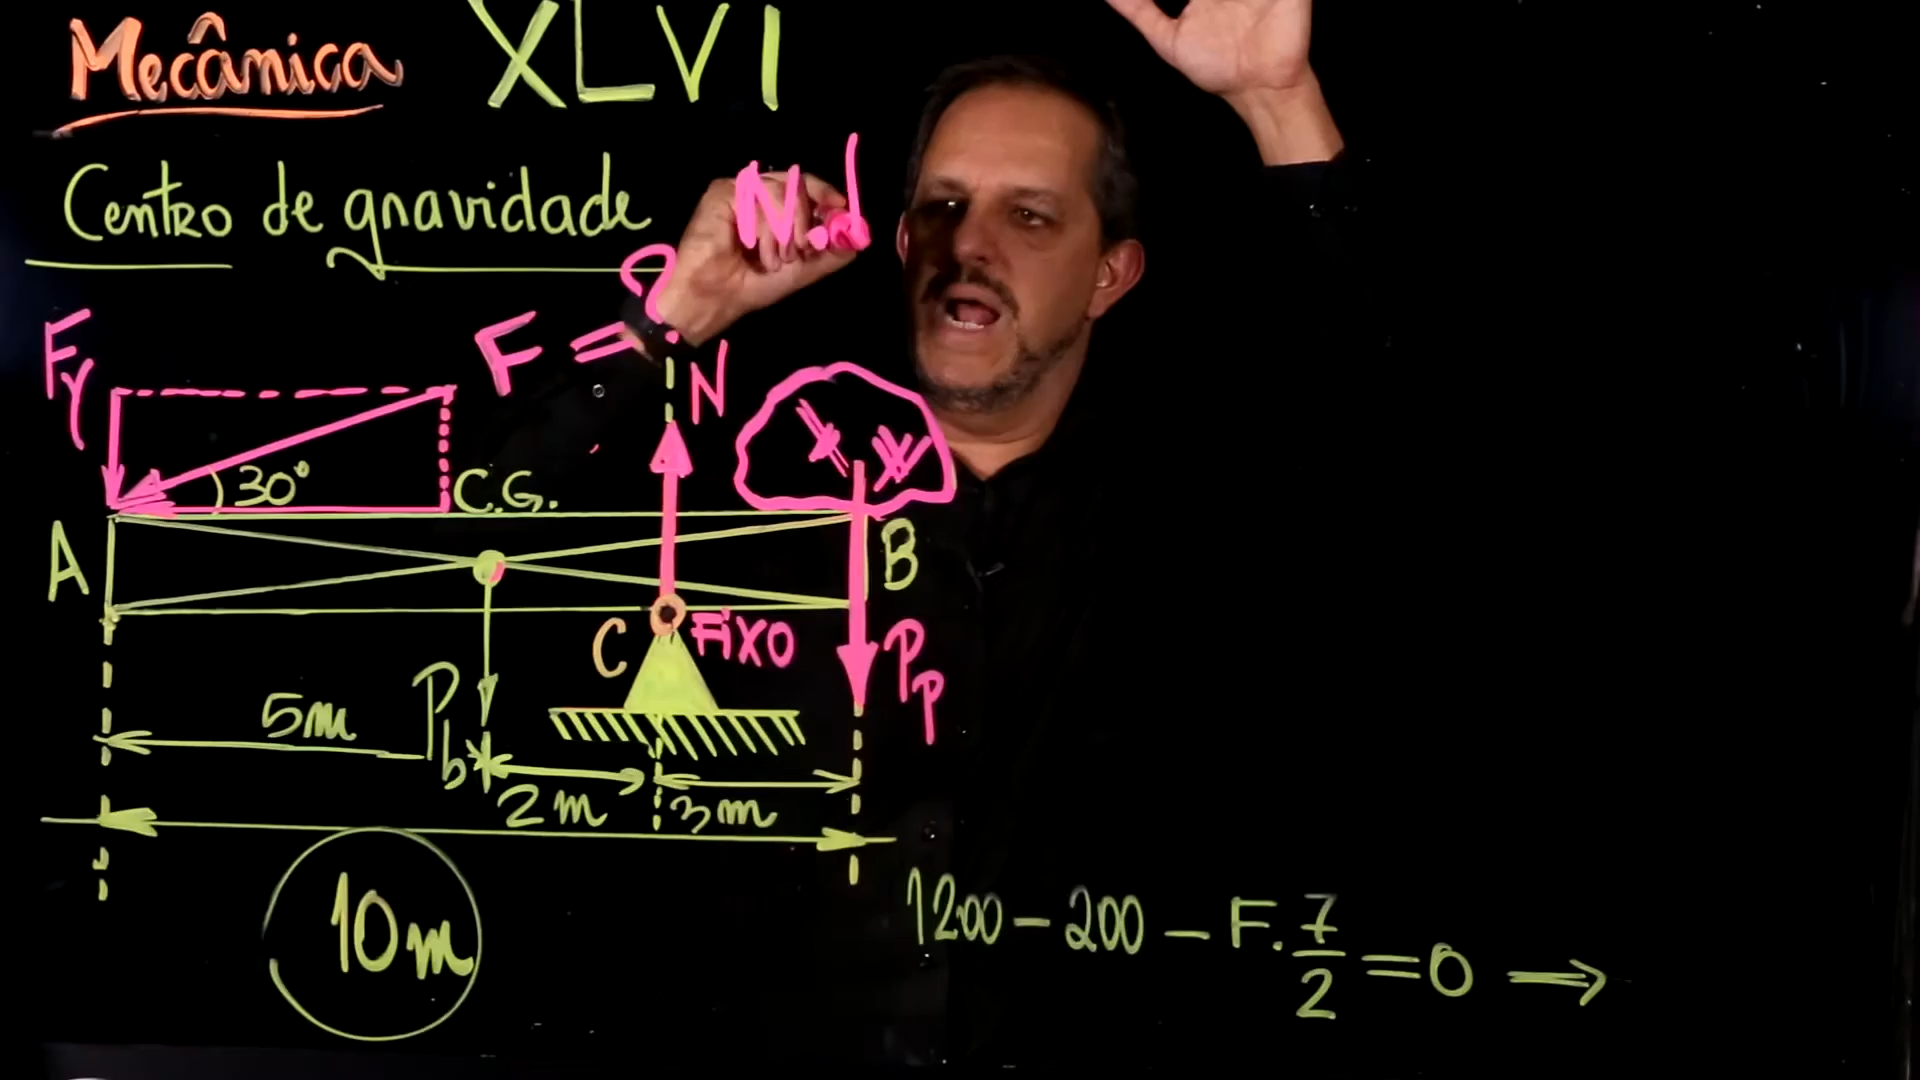 Mecânica XLVI
Centro de gravidade
N.d
F = ?
Fy
N
30°
C.G.
A
B
C FIXO
Pp
5m
Pb
2m
3m
10m
1200 - 200 - F. 7/2 = 0 ⇒